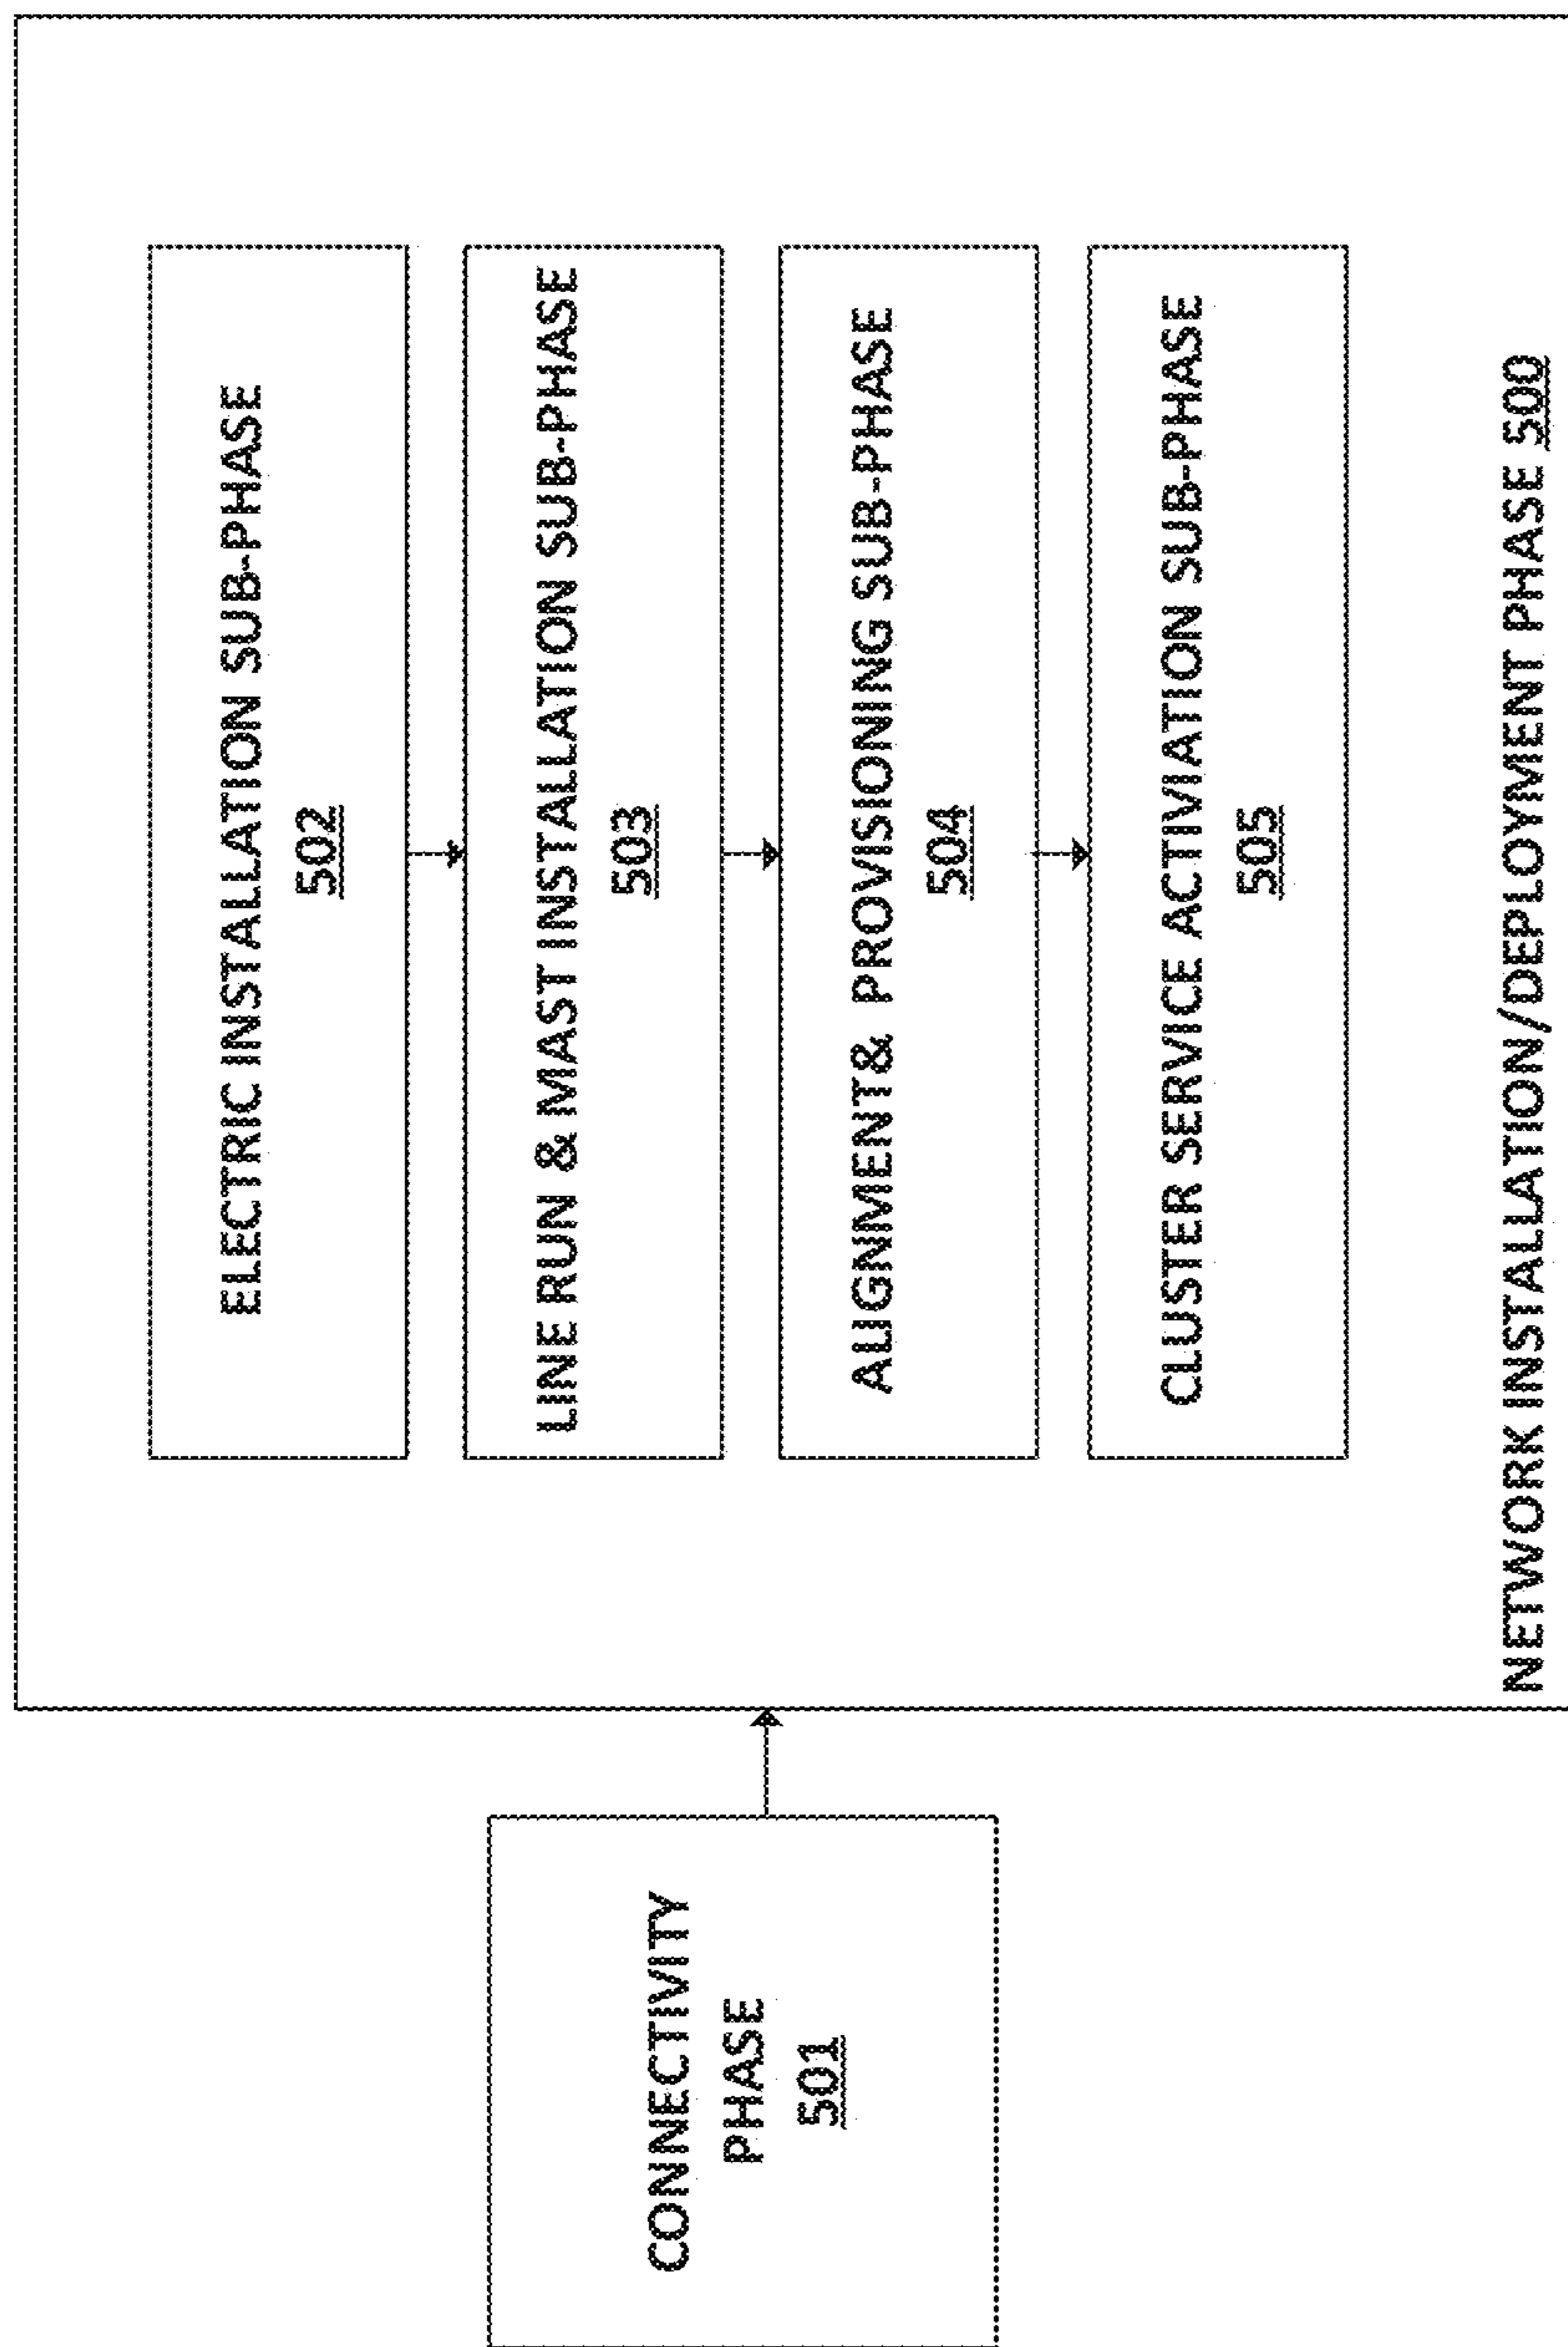 CONNECTIVITY
PHASE
501
ELECTRIC INSTALLATION SUB-PHASE
502
LINE RUN & MAST INSTALLATION SUB-PHASE
503
ALIGNMENT& PROVISIONING SUB-PHASE
504
CLUSTER SERVICE ACTIVIATION SUB-PHASE
505
NETWORK INSTALLATION/DEPLOYMENT PHASE 500